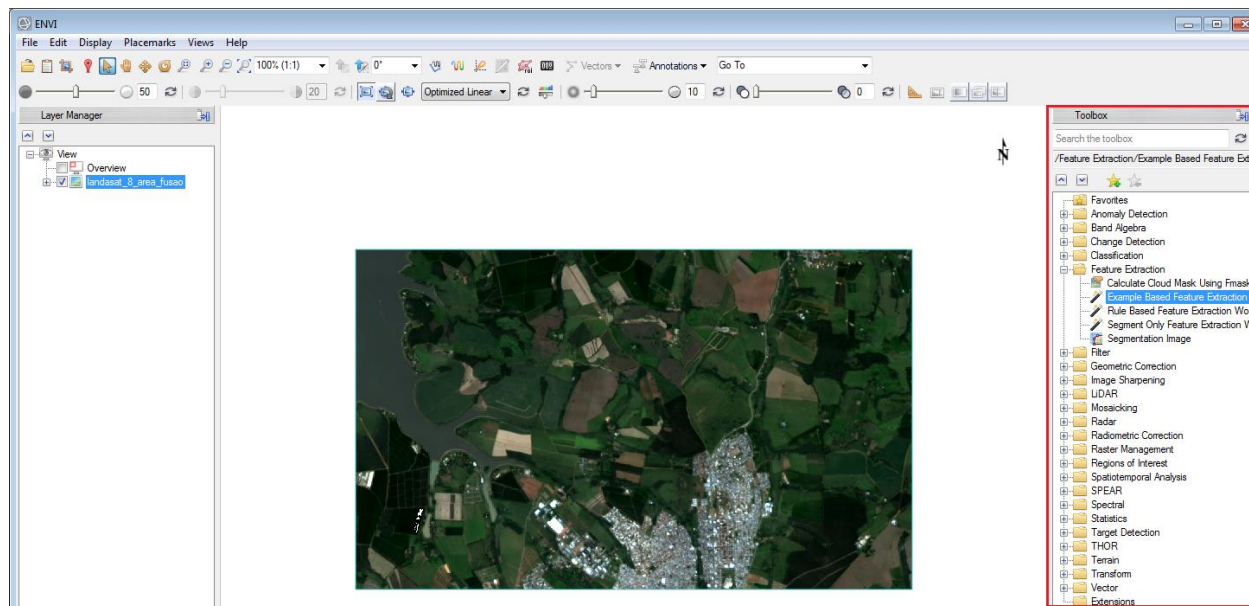 ENVI
File Edit Display Placemarks Views Help
100% (1:1) 0° Vectors Annotations Go To
50 20 Optimized Linear 10 0
Layer Manager
View
Overview
landasat_8_area_fusao
N
Toolbox
Search the toolbox
/Feature Extraction/Example Based Feature Ext
Favorites
Anomaly Detection
Band Algebra
Change Detection
Classification
Feature Extraction
Calculate Cloud Mask Using Fmask
Example Based Feature Extraction
Rule Based Feature Extraction Wo
Segment Only Feature Extraction W
Segmentation Image
Filter
Geometric Correction
Image Sharpening
LiDAR
Mosaicking
Radar
Radiometric Correction
Raster Management
Regions of Interest
Spatiotemporal Analysis
SPEAR
Spectral
Statistics
Target Detection
THOR
Terrain
Transform
Vector
Extensions